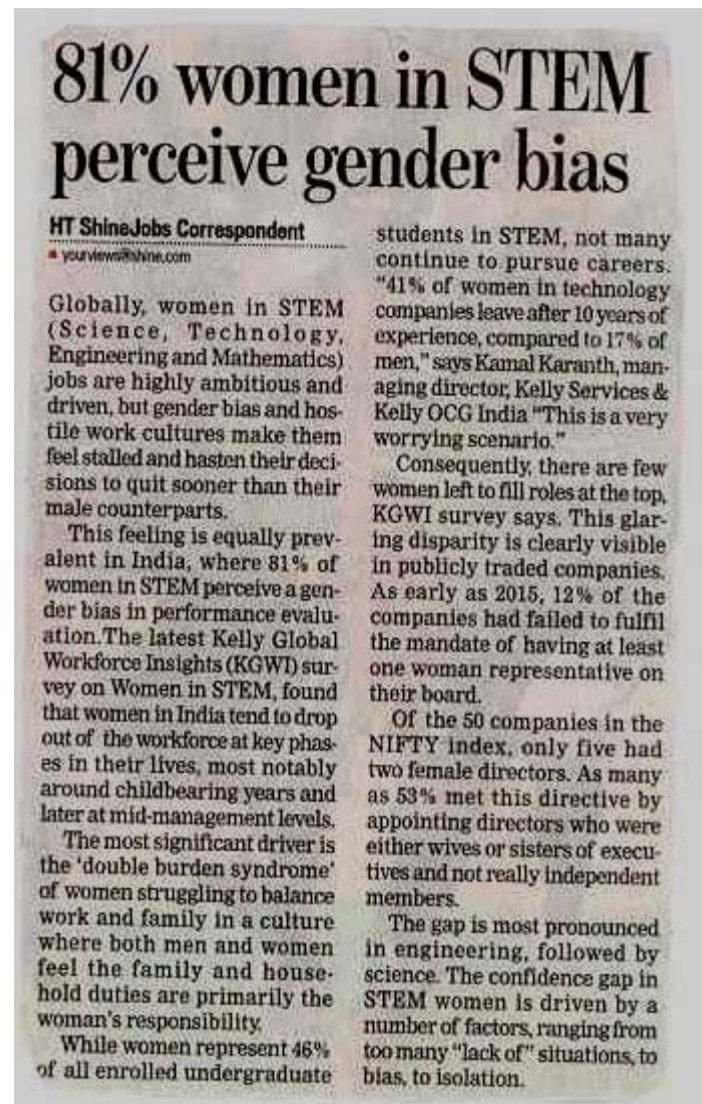 81% women in STEM
perceive gender bias
HT ShineJobs Correspondent
▪ yourviews@shine.com
Globally, women in STEM
(Science, Technology,
Engineering and Mathematics)
jobs are highly ambitious and
driven, but gender bias and hos-
tile work cultures make them
feel stalled and hasten their deci-
sions to quit sooner than their
male counterparts.
This feeling is equally prev-
alent in India, where 81% of
women in STEM perceive a gen-
der bias in performance evalu-
ation.The latest Kelly Global
Workforce Insights (KGWI) sur-
vey on Women in STEM, found
that women in India tend to drop
out of the workforce at key phas-
es in their lives, most notably
around childbearing years and
later at mid-management levels.
The most significant driver is
the 'double burden syndrome'
of women struggling to balance
work and family in a culture
where both men and women
feel the family and house-
hold duties are primarily the
woman's responsibility.
While women represent 46%
of all enrolled undergraduate
students in STEM, not many
continue to pursue careers.
"41% of women in technology
companies leave after 10 years of
experience, compared to 17% of
men," says Kamal Karanth, man-
aging director, Kelly Services &
Kelly OCG India "This is a very
worrying scenario."
Consequently, there are few
women left to fill roles at the top,
KGWI survey says. This glar-
ing disparity is clearly visible
in publicly traded companies.
As early as 2015, 12% of the
companies had failed to fulfil
the mandate of having at least
one woman representative on
their board.
Of the 50 companies in the
NIFTY index, only five had
two female directors. As many
as 53% met this directive by
appointing directors who were
either wives or sisters of execu-
tives and not really independent
members.
The gap is most pronounced
in engineering, followed by
science. The confidence gap in
STEM women is driven by a
number of factors, ranging from
too many "lack of" situations, to
bias, to isolation.